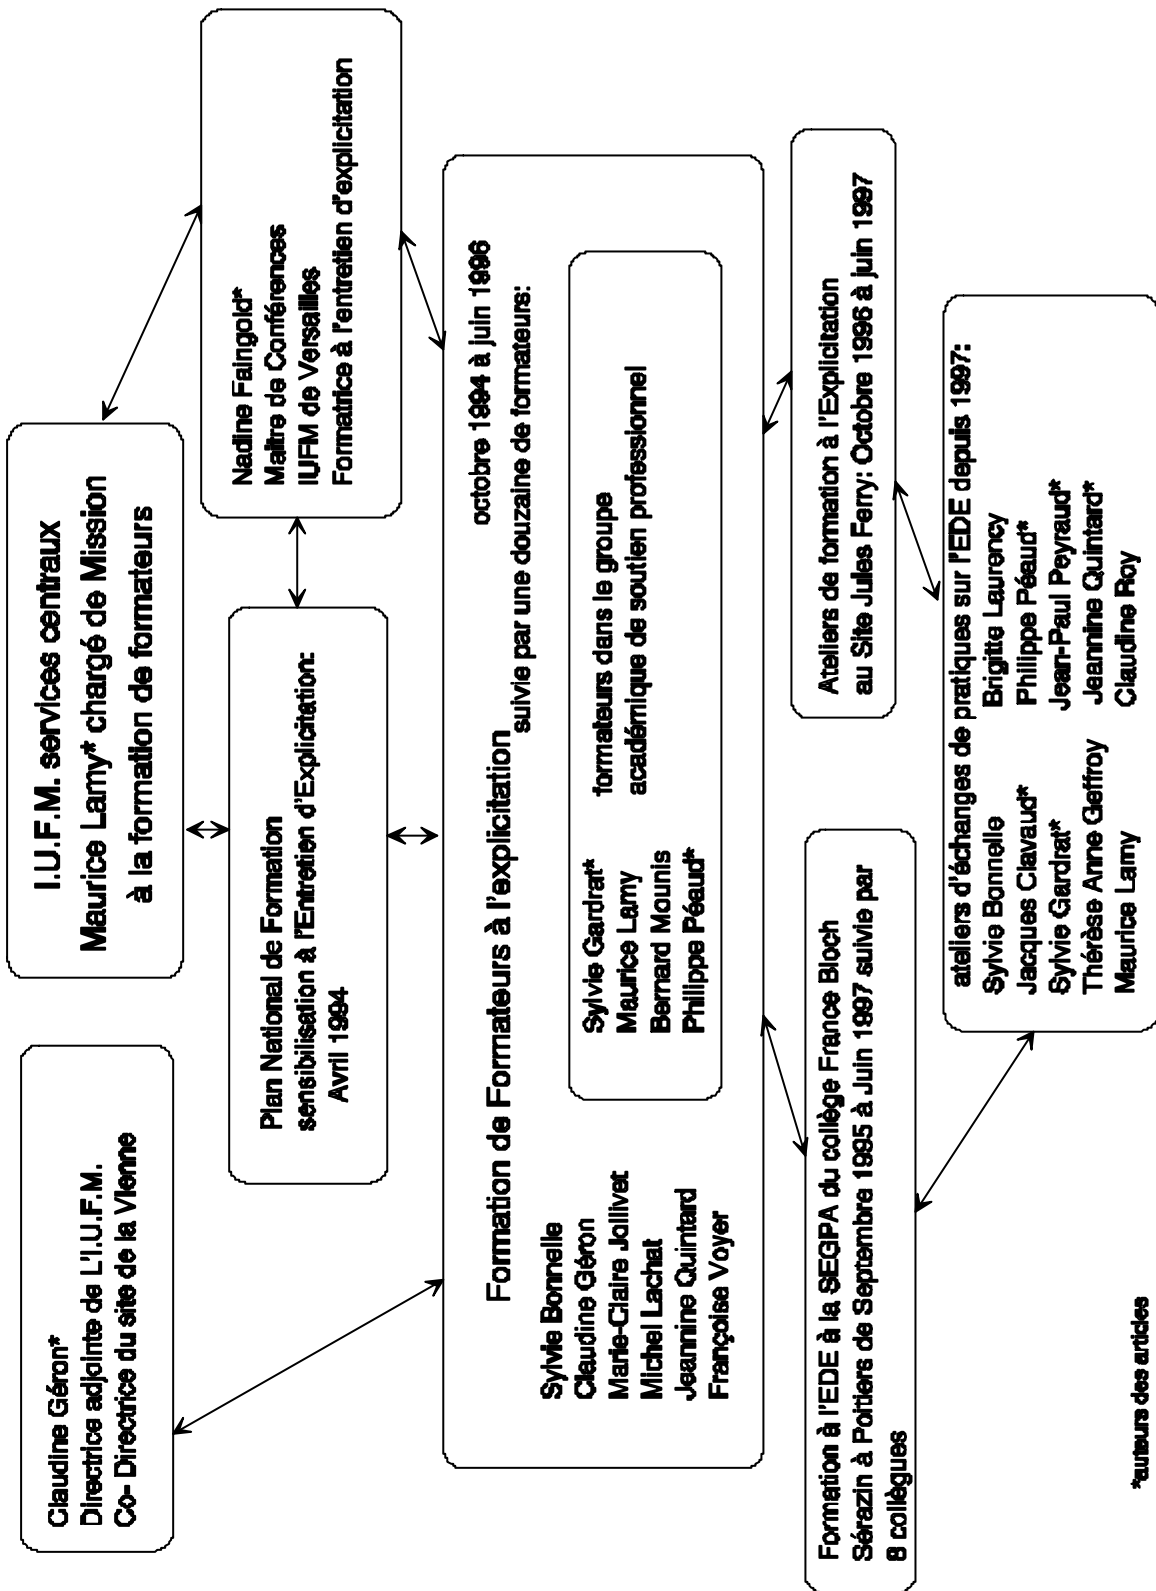 Claudine Géron*
Directrice adjointe de L'I.U.F.M.
Co- Directrice du site de la Vienne
I.U.F.M. services centraux
Maurice Lamy* chargé de Mission
à la formation de formateurs
Plan National de Formation
sensibilisation à l'Entretien d'Explicitation:
Avril 1994
Nadine Faingold*
Maître de Conférences
IUFM de Versailles
Formatrice à l'entretien d'explicitation
Formation de Formateurs à l'explicitation
octobre 1994 à juin 1996
suivie par une douzaine de formateurs:
Sylvie Bonnelle
Claudine Géron
Marie-Claire Jollivet
Michel Lachat
Jeannine Quintard
Françoise Voyer
Sylvie Gardrat*
Maurice Lamy
Bernard Mounis
Philippe Péaud*
formateurs dans le groupe
académique de soutien professionnel
Formation à l'EDE à la SEGPA du collège France Bloch
Sérazin à Poitiers de Septembre 1995 à Juin 1997 suivie par
8 collègues
Ateliers de formation à l'Explicitation
au Site Jules Ferry: Octobre 1996 à juin 1997
ateliers d'échanges de pratiques sur l'EDE depuis 1997:
Sylvie Bonnelle
Jacques Clavaud*
Sylvie Gardrat*
Thérèse Anne Geffroy
Maurice Lamy
Brigitte Laurency
Philippe Péaud*
Jean-Paul Peyraud*
Jeannine Quintard*
Claudine Roy
*auteurs des articles